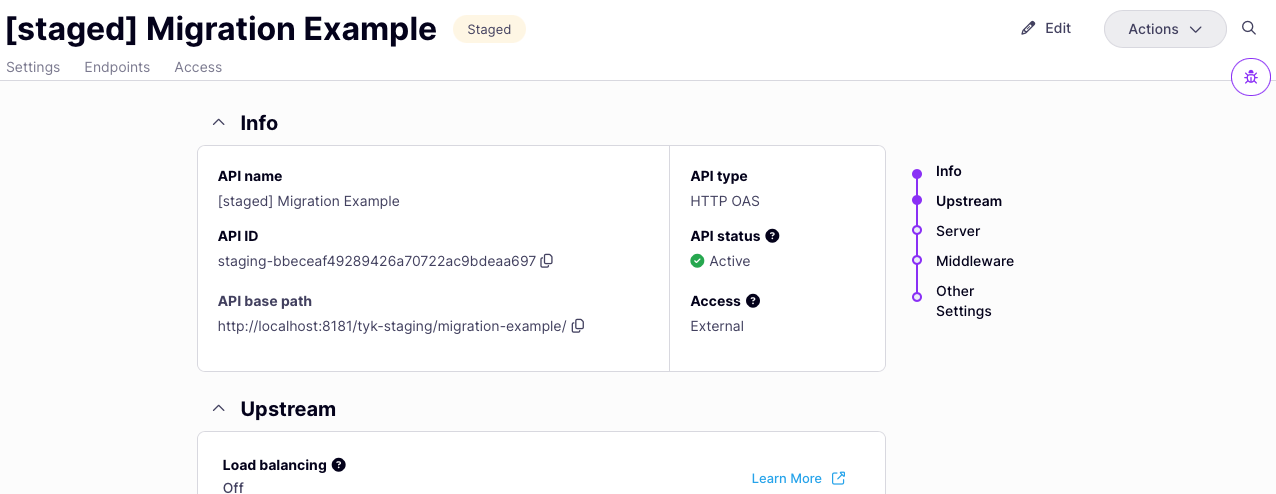 [staged] Migration Example
Staged
Edit
Actions
Settings
Endpoints
Access
Info
API name
[staged] Migration Example
API ID
staging-bbeceaf49289426a70722ac9bdeaa697
API base path
http://localhost:8181/tyk-staging/migration-example/
API type
HTTP OAS
API status ?
Active
Access ?
External
Info
Upstream
Server
Middleware
Other
Settings
Upstream
Load balancing ?
Off
Learn More